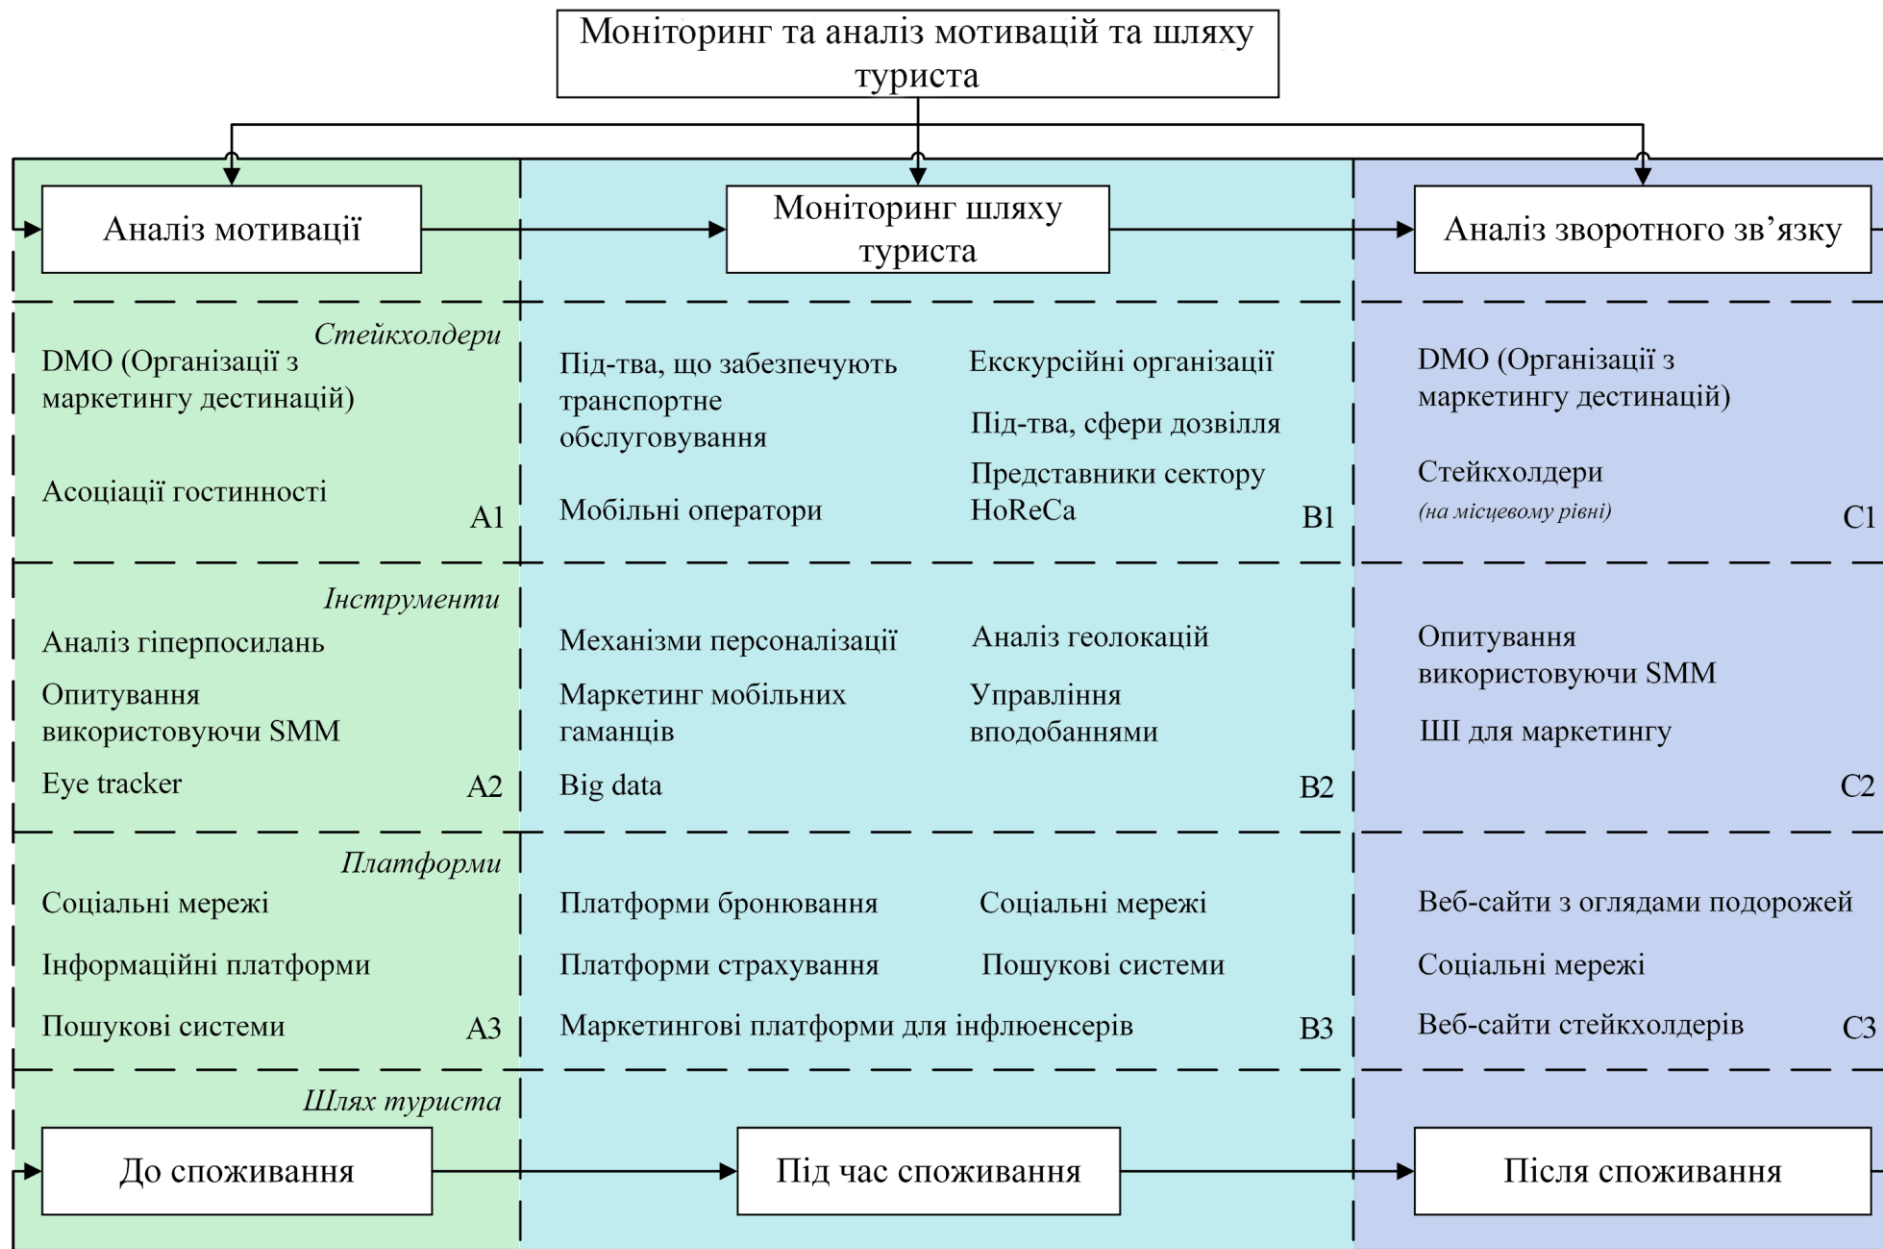 Моніторинг та аналіз мотивацій та шляху
туриста
Аналіз мотивації
Моніторинг шляху
туриста
Аналіз зворотного зв’язку
Стейкхолдери
DMO (Організації з
маркетингу дестинацій)
Асоціації гостинності
A1
Під-тва, що забезпечують
транспортне
обслуговування
Мобільні оператори
Екскурсійні організації
Під-тва, сфери дозвілля
Представники сектору
HoReCa
B1
DMO (Організації з
маркетингу дестинацій)
Стейкхолдери
(на місцевому рівні)
C1
Інструменти
Аналіз гіперпосилань
Опитування
використовуючи SMM
Eye tracker
A2
Механізми персоналізації
Маркетинг мобільних
гаманців
Big data
Аналіз геолокацій
Управління
вподобаннями
B2
Опитування
використовуючи SMM
ШІ для маркетингу
C2
Платформи
Соціальні мережі
Інформаційні платформи
Пошукові системи
A3
Платформи бронювання
Платформи страхування
Маркетингові платформи для інфлюенсерів
Соціальні мережі
Пошукові системи
B3
Веб-сайти з оглядами подорожей
Соціальні мережі
Веб-сайти стейкхолдерів
C3
Шлях туриста
До споживання
Під час споживання
Після споживання